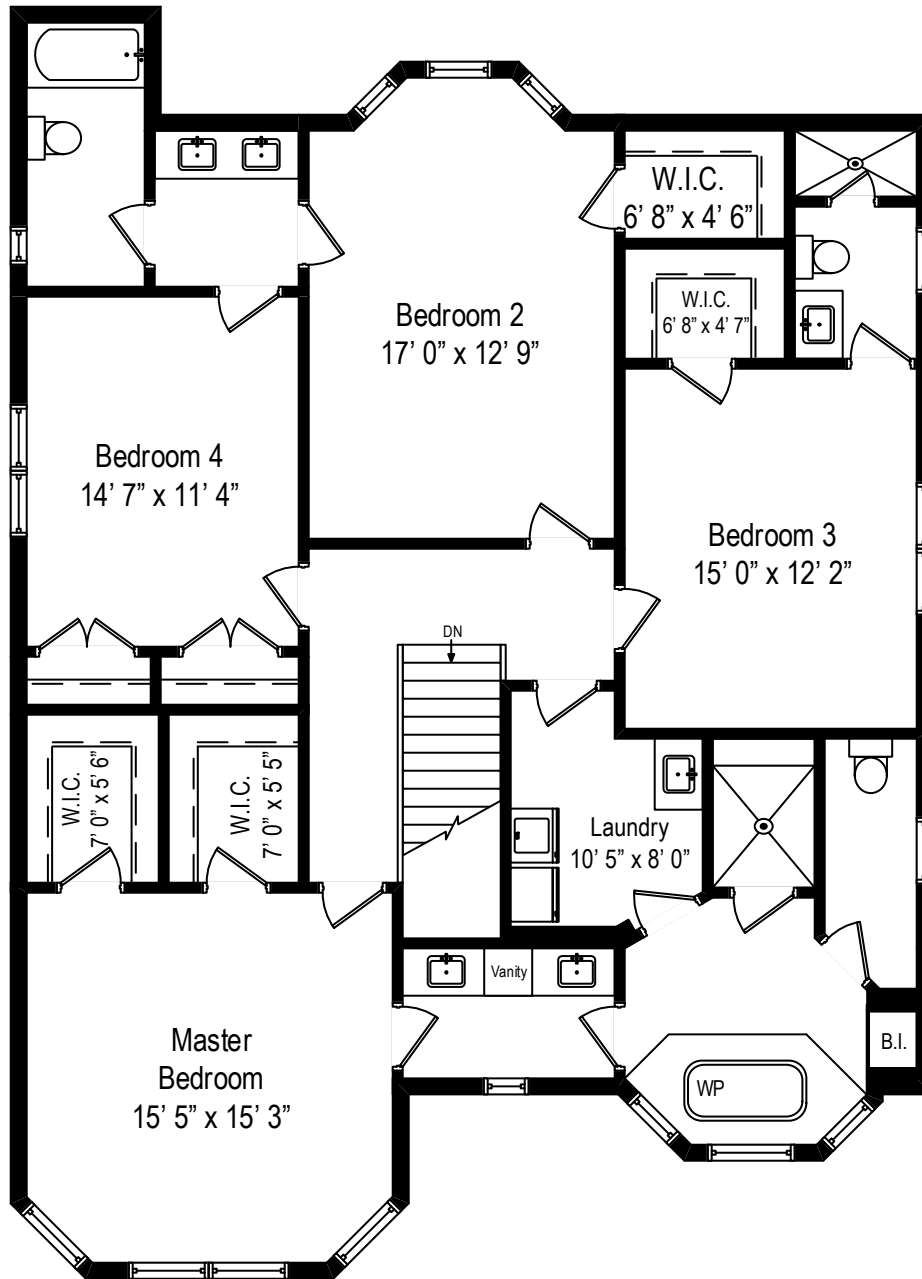 W.I.C.
6’ 8” x 4’ 6”
W.I.C.
6’ 8” x 4’ 7”
Bedroom 2
17’ 0” x 12’ 9”
Bedroom 4
14’ 7” x 11’ 4”
Bedroom 3
15’ 0” x 12’ 2”
DN
W.I.C.
7’ 0” x 5’ 6”
W.I.C.
7’ 0” x 5’ 5”
Laundry
10’ 5” x 8’ 0”
Vanity
Master
Bedroom
15’ 5” x 15’ 3”
B.I.
WP